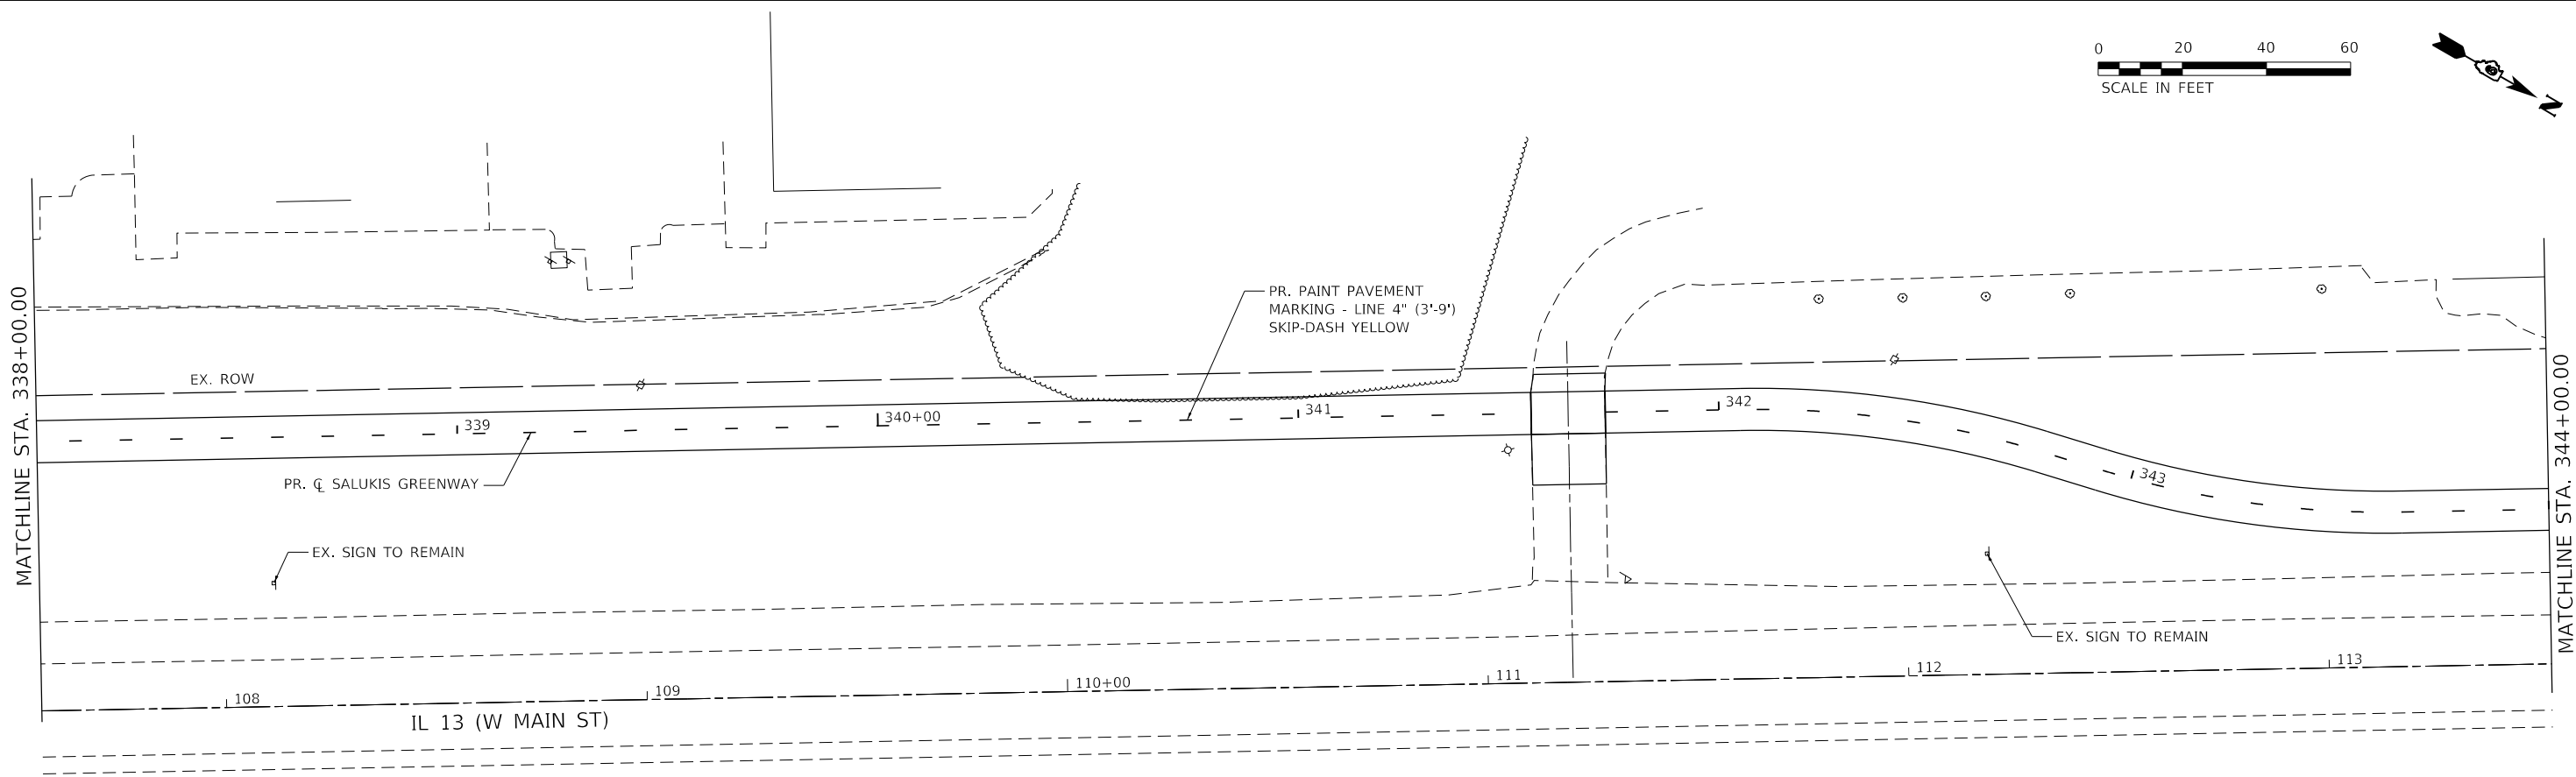 0 20 40 60
SCALE IN FEET
N
PR. PAINT PAVEMENT
MARKING - LINE 4" (3'-9')
SKIP-DASH YELLOW
EX. ROW
339
340+00
341
342
343
PR. ℄ SALUKIS GREENWAY
EX. SIGN TO REMAIN
EX. SIGN TO REMAIN
108
109
110+00
111
112
113
IL 13 (W MAIN ST)
MATCHLINE STA. 338+00.00
MATCHLINE STA. 344+00.00